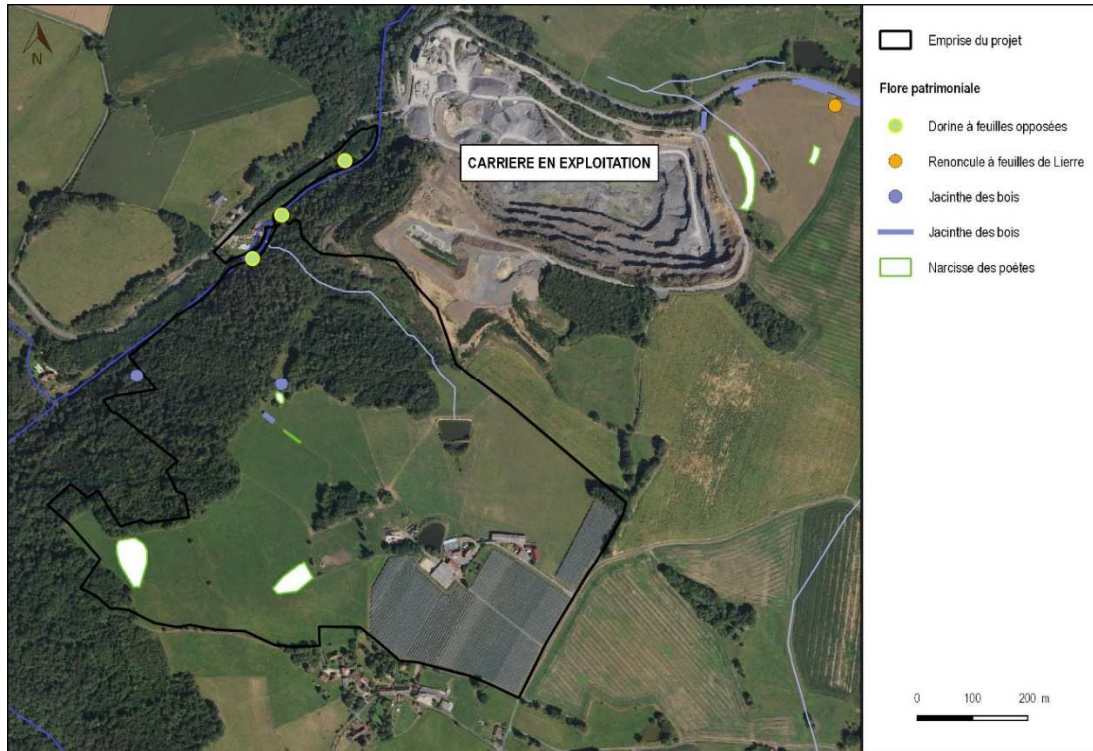 N
CARRIERE EN EXPLOITATION
Emprise du projet
Flore patrimoniale
Dorine à feuilles opposées
Renoncule à feuilles de Lierre
Jacinthe des bois
Jacinthe des bois
Narcisse des poètes
0 100 200 m